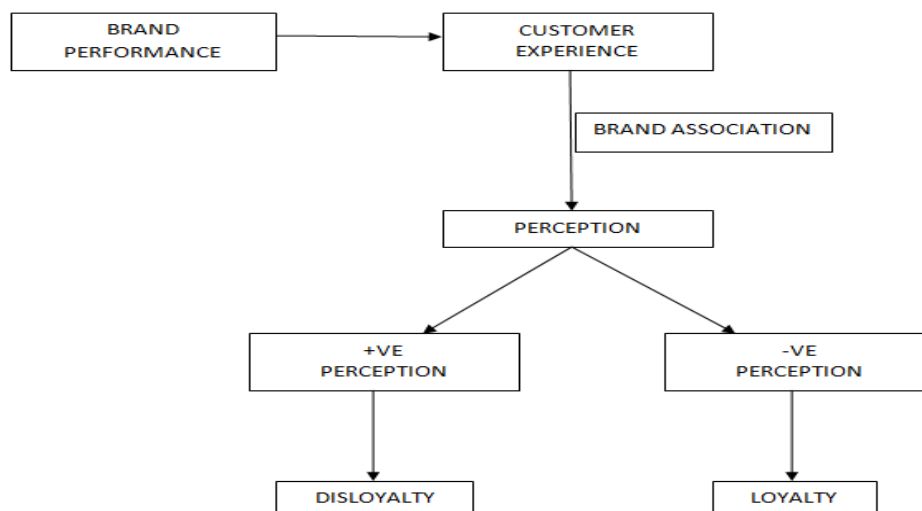 BRAND
PERFORMANCE
CUSTOMER
EXPERIENCE
BRAND ASSOCIATION
PERCEPTION
+VE
PERCEPTION
-VE
PERCEPTION
DISLOYALTY
LOYALTY